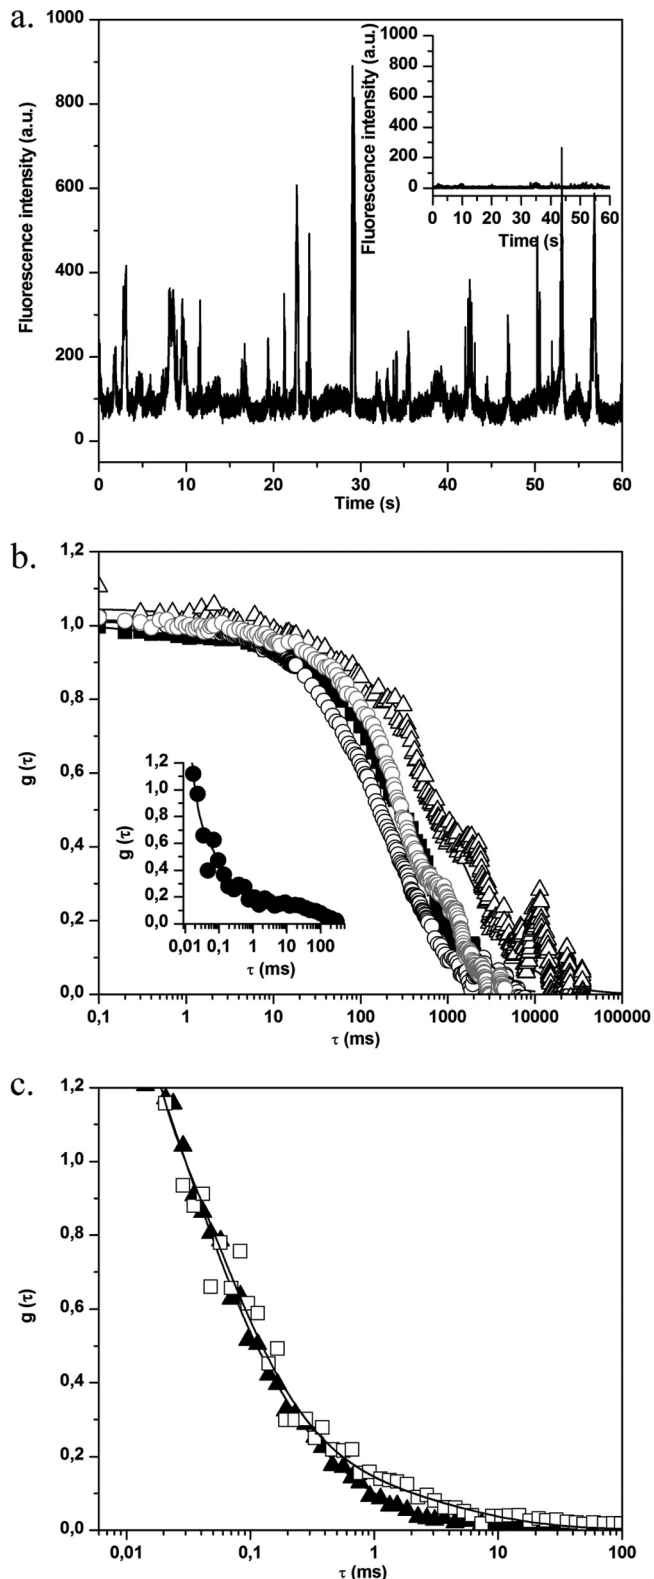 a.
1000
800
600
400
200
0
Fluorescence intensity (a.u.)
0 10 20 30 40 50 60
Time (s)
1000
800
600
400
200
0
Fluorescence intensity (a.u.)
0 10 20 30 40 50 60
Time (s)
b.
1,2
1,0
0,8
0,6
0,4
0,2
0,0
g (τ)
0,1 1 10 100 1000 10000 100000
τ (ms)
1,2
1,0
0,8
0,6
0,4
0,2
0,0
g (τ)
0,01 0,1 1 10 100
τ (ms)
c.
1,2
1,0
0,8
0,6
0,4
0,2
0,0
g (τ)
0,01 0,1 1 10 100
τ (ms)